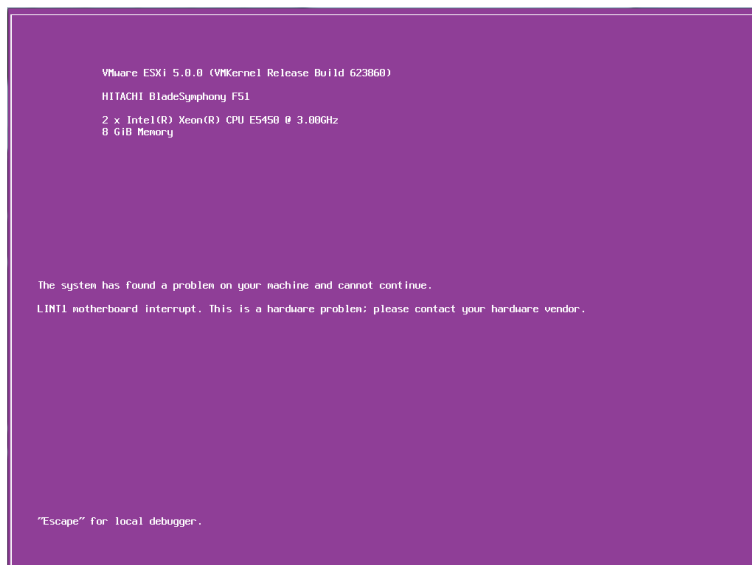 VMware ESXi 5.0.0 (VMKernel Release Build 623860)
HITACHI BladeSymphony F51
2 x Intel(R) Xeon(R) CPU E5450 @ 3.00GHz
8 GiB Memory
The system has found a problem on your machine and cannot continue.
LINT1 motherboard interrupt. This is a hardware problem; please contact your hardware vendor.
"Escape" for local debugger.